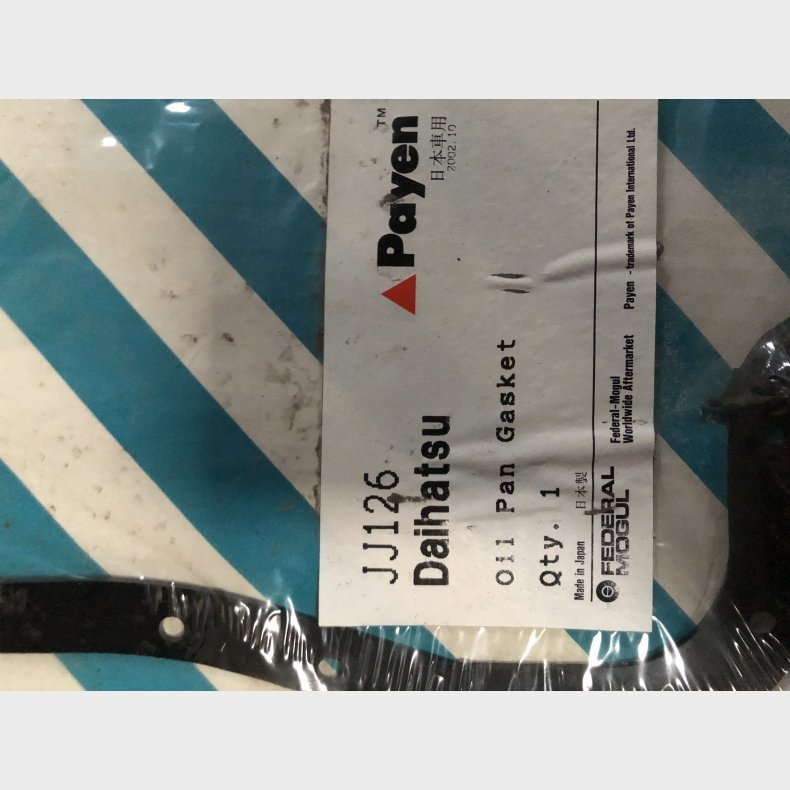 JJ126
Payen™
Daihatsu
日本車用
2002.10
Oil Pan Gasket
Qty. 1
Made in Japan 日本製
FEDERAL
MOGUL
Federal-Mogul
Worldwide Aftermarket
Payen - trademark of Payen International Ltd.